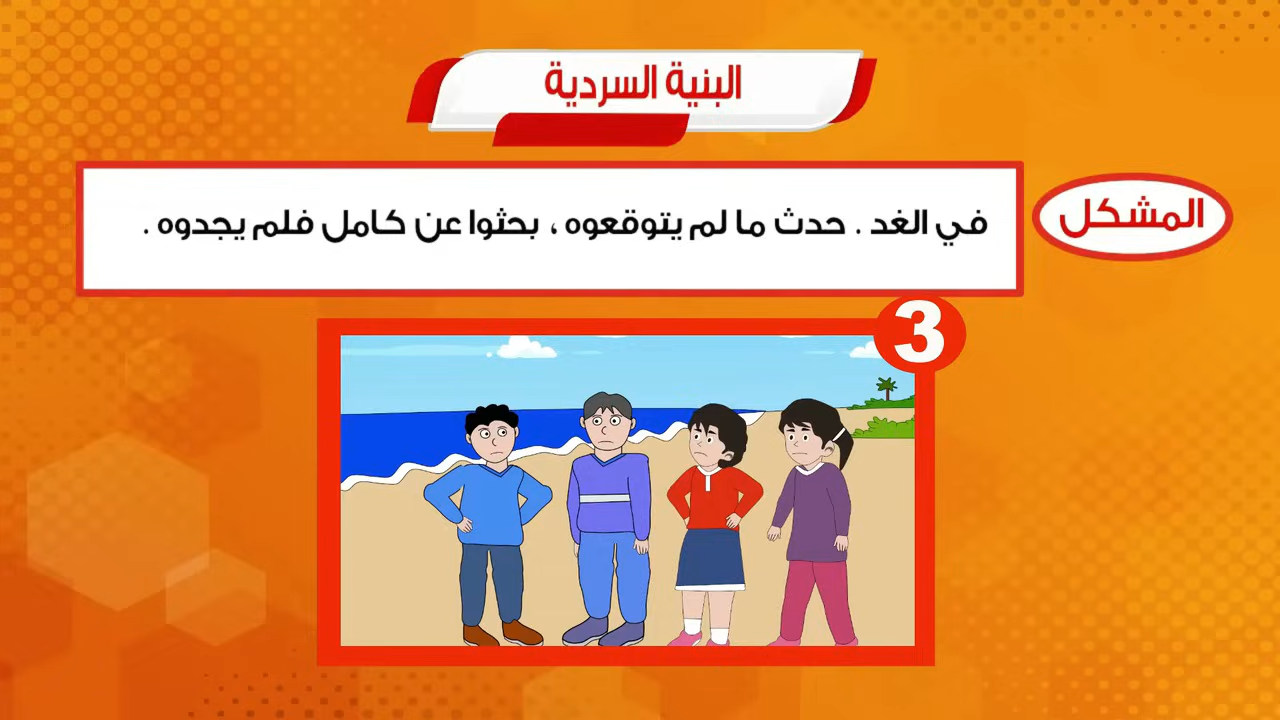 البنية السردية
المشكل
في الغد . حدث ما لم يتوقعوه ، بحثوا عن كامل فلم يجدوه .
3